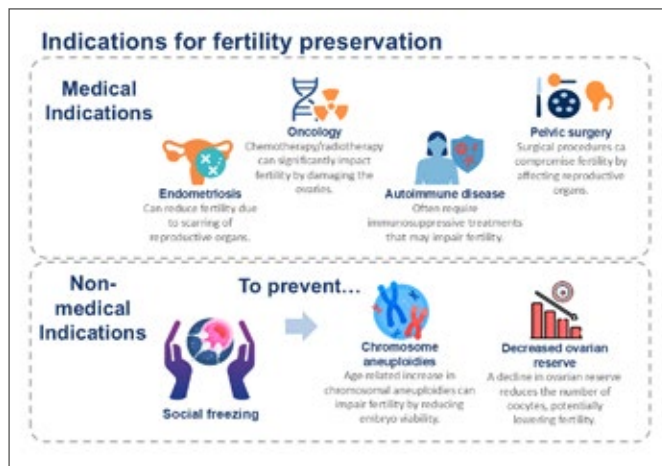 Indications for fertility preservation
Medical
Indications
Oncology
Chemotherapy/radiotherapy
can significantly impact
fertility by damaging the
ovaries.
Pelvic surgery
Surgical procedures ca
compromise fertility by
affecting reproductive
organs.
Endometriosis
Can reduce fertility due
to scarring of
reproductive organs.
Autoimmune disease
Often require
immunosuppressive treatments
that may impair fertility.
Non-
medical
Indications
To prevent...
Social freezing
Chromosome
aneuploidies
Age related increase in
chromosomal aneuploidies can
impair fertility by reducing
embryo viability.
Decreased ovarian
reserve
A decline in ovarian reserve
reduces the number of
oocytes, potentially
lowering fertility.